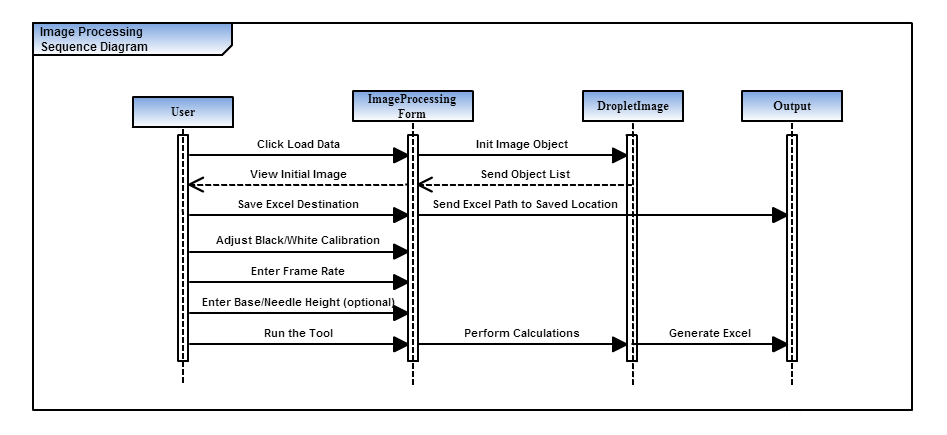 Image Processing
Sequence Diagram
User
ImageProcessing
Form
DropletImage
Output
Click Load Data
Init Image Object
View Initial Image
Send Object List
Save Excel Destination
Send Excel Path to Saved Location
Adjust Black/White Calibration
Enter Frame Rate
Enter Base/Needle Height (optional)
Run the Tool
Perform Calculations
Generate Excel